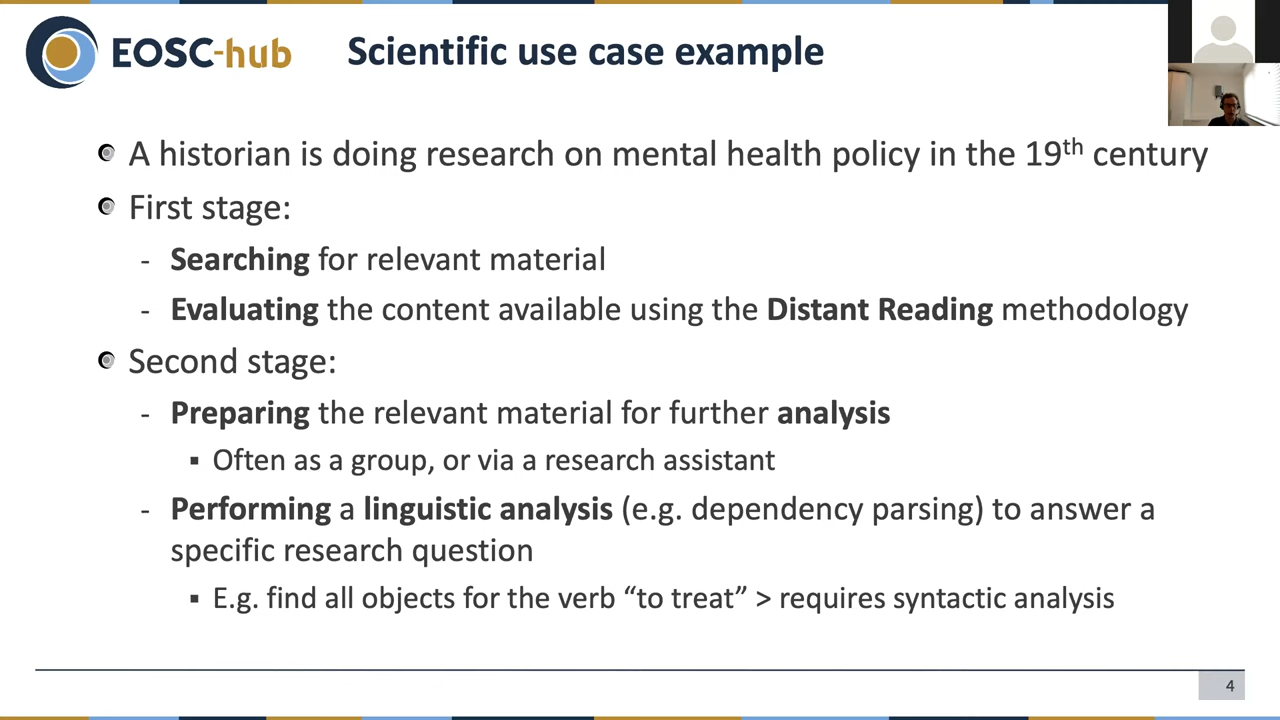 EOSC-hub
Scientific use case example
A historian is doing research on mental health policy in the 19th century
First stage:
- Searching for relevant material
- Evaluating the content available using the Distant Reading methodology
Second stage:
- Preparing the relevant material for further analysis
▪ Often as a group, or via a research assistant
- Performing a linguistic analysis (e.g. dependency parsing) to answer a
specific research question
▪ E.g. find all objects for the verb “to treat” > requires syntactic analysis
4